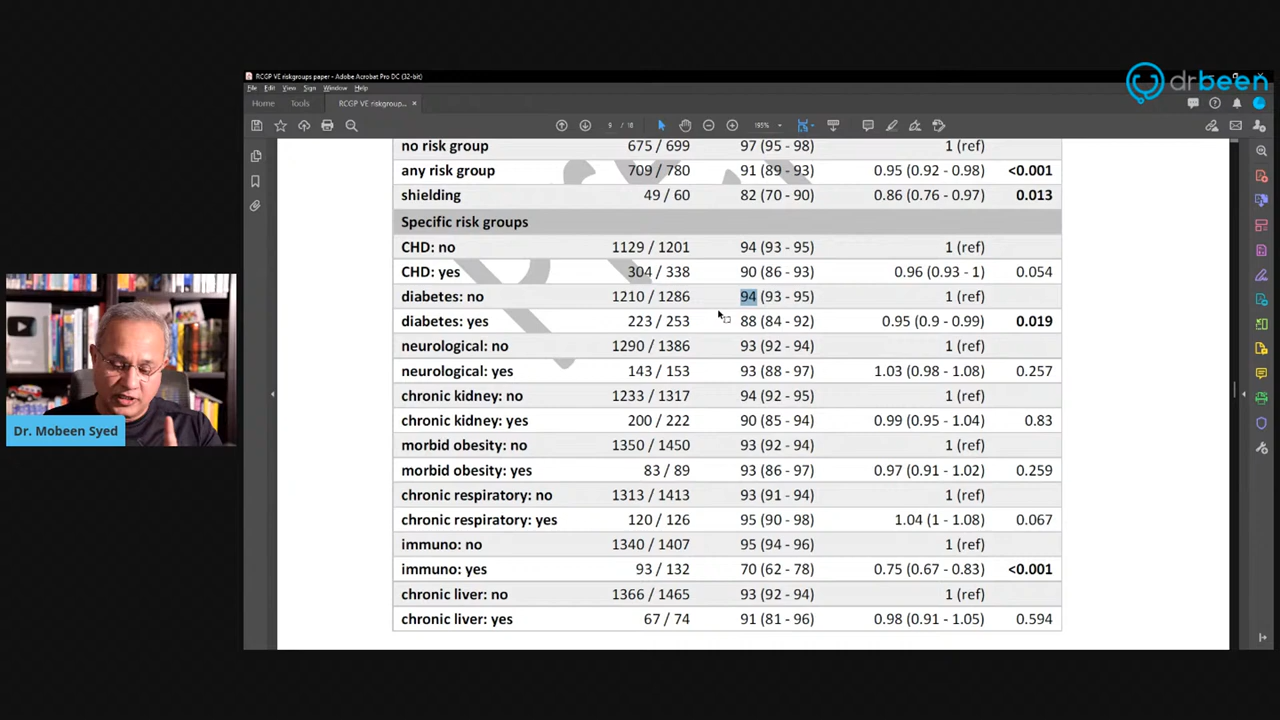 drbeen
RCGP VE riskgroups paper - Adobe Acrobat Pro DC (32-bit)
File Edit View Sign Window Help
Home Tools RCGP VE riskgroup... ×
9 / 18 195%
no risk group 675 / 699 97 (95 - 98) 1 (ref)
any risk group 709 / 780 91 (89 - 93) 0.95 (0.92 - 0.98) <0.001
shielding 49 / 60 82 (70 - 90) 0.86 (0.76 - 0.97) 0.013
Specific risk groups
CHD: no 1129 / 1201 94 (93 - 95) 1 (ref)
CHD: yes 304 / 338 90 (86 - 93) 0.96 (0.93 - 1) 0.054
diabetes: no 1210 / 1286 94 (93 - 95) 1 (ref)
diabetes: yes 223 / 253 88 (84 - 92) 0.95 (0.9 - 0.99) 0.019
neurological: no 1290 / 1386 93 (92 - 94) 1 (ref)
neurological: yes 143 / 153 93 (88 - 97) 1.03 (0.98 - 1.08) 0.257
chronic kidney: no 1233 / 1317 94 (92 - 95) 1 (ref)
chronic kidney: yes 200 / 222 90 (85 - 94) 0.99 (0.95 - 1.04) 0.83
morbid obesity: no 1350 / 1450 93 (92 - 94) 1 (ref)
morbid obesity: yes 83 / 89 93 (86 - 97) 0.97 (0.91 - 1.02) 0.259
chronic respiratory: no 1313 / 1413 93 (91 - 94) 1 (ref)
chronic respiratory: yes 120 / 126 95 (90 - 98) 1.04 (1 - 1.08) 0.067
immuno: no 1340 / 1407 95 (94 - 96) 1 (ref)
immuno: yes 93 / 132 70 (62 - 78) 0.75 (0.67 - 0.83) <0.001
chronic liver: no 1366 / 1465 93 (92 - 94) 1 (ref)
chronic liver: yes 67 / 74 91 (81 - 96) 0.98 (0.91 - 1.05) 0.594
Dr. Mobeen Syed